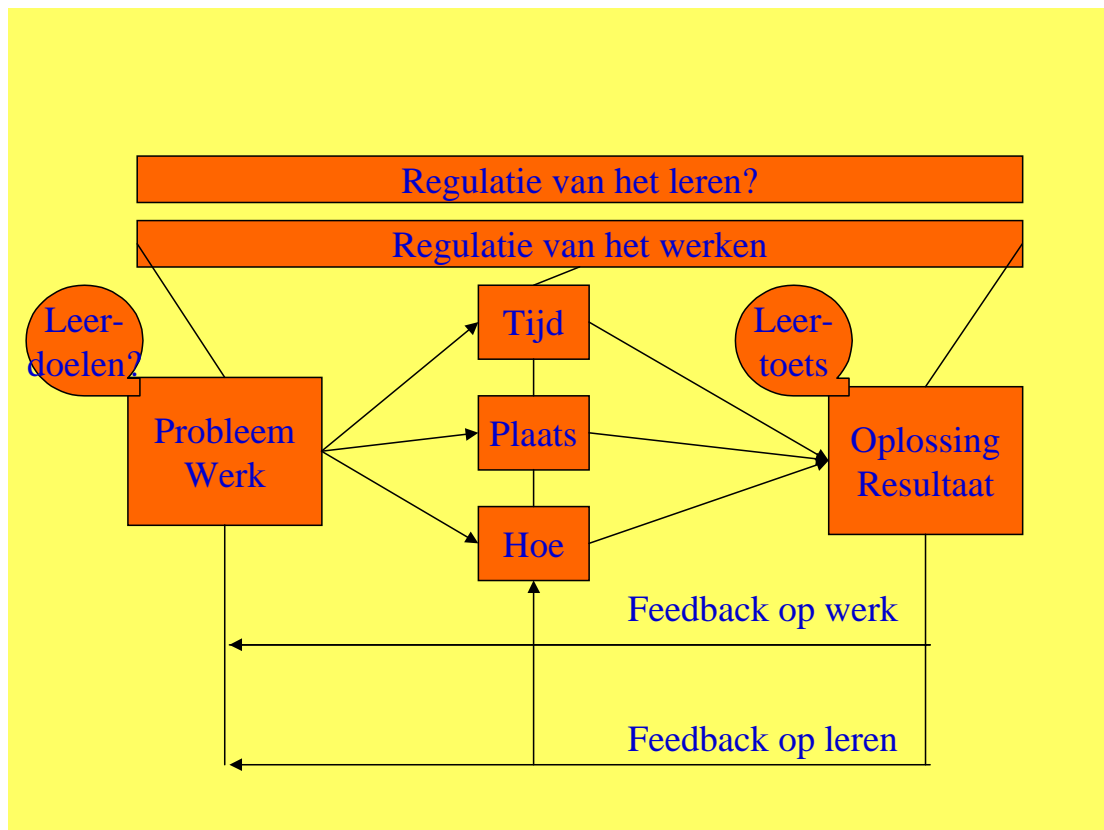 Regulatie van het leren?
Regulatie van het werken
Leer-
doelen?
Tijd
Leer-
toets
Probleem
Werk
Plaats
Oplossing
Resultaat
Hoe
Feedback op werk
Feedback op leren